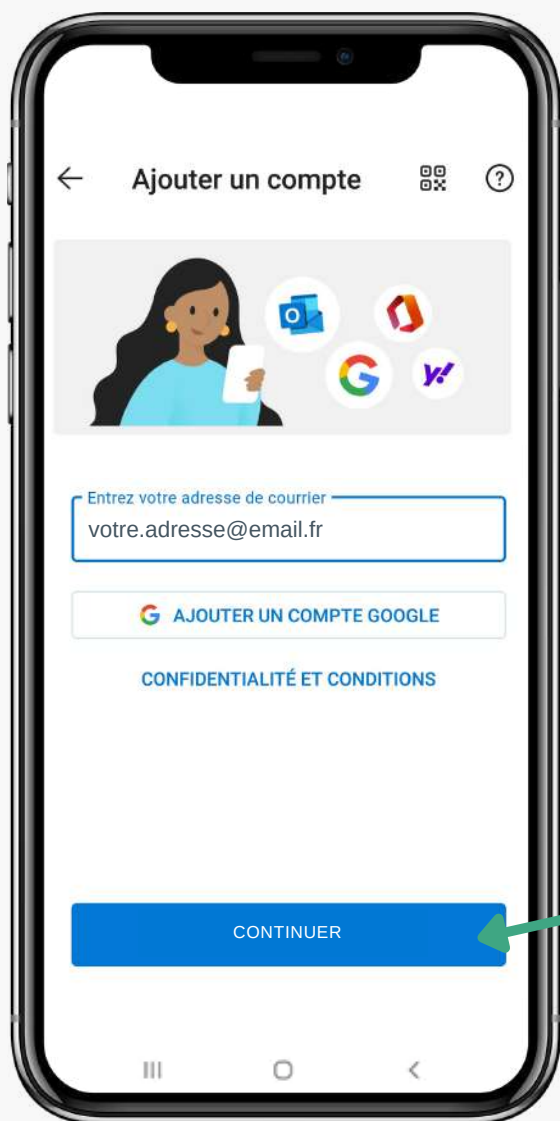 Ajouter un compte
Entrez votre adresse de courrier
votre.adresse@email.fr
AJOUTER UN COMPTE GOOGLE
CONFIDENTIALITÉ ET CONDITIONS
CONTINUER